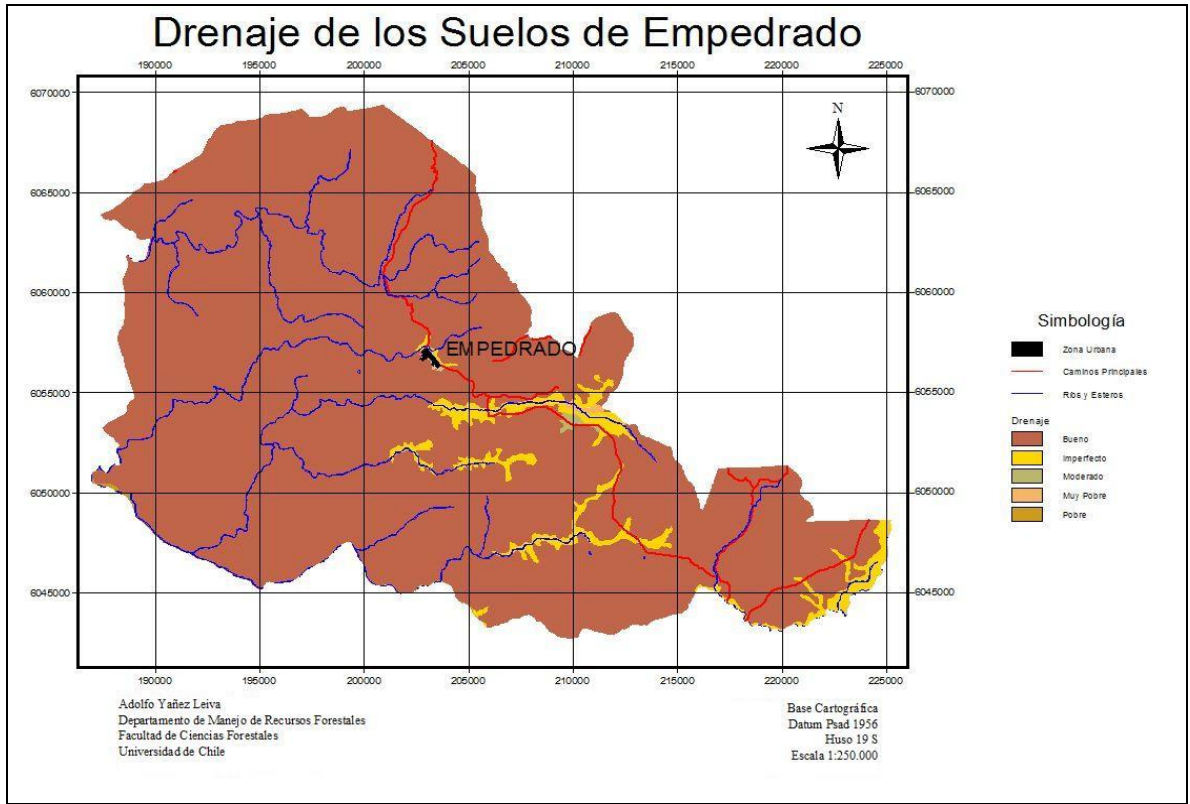 Drenaje de los Suelos de Empedrado
190000 195000 200000 205000 210000 215000 220000 225000
6070000 6070000
N
6065000 6065000
6060000 6060000
EMPEDRADO
6055000 6055000
6050000 6050000
6045000 6045000
190000 195000 200000 205000 210000 215000 220000 225000
Simbología
Zona Urbana
Caminos Principales
Ríos y Esteros
Drenaje
Bueno
Imperfecto
Moderado
Muy Pobre
Pobre
Adolfo Yañez Leiva
Departamento de Manejo de Recursos Forestales
Facultad de Ciencias Forestales
Universidad de Chile
Base Cartográfica
Datum Psad 1956
Huso 19 S
Escala 1:250.000